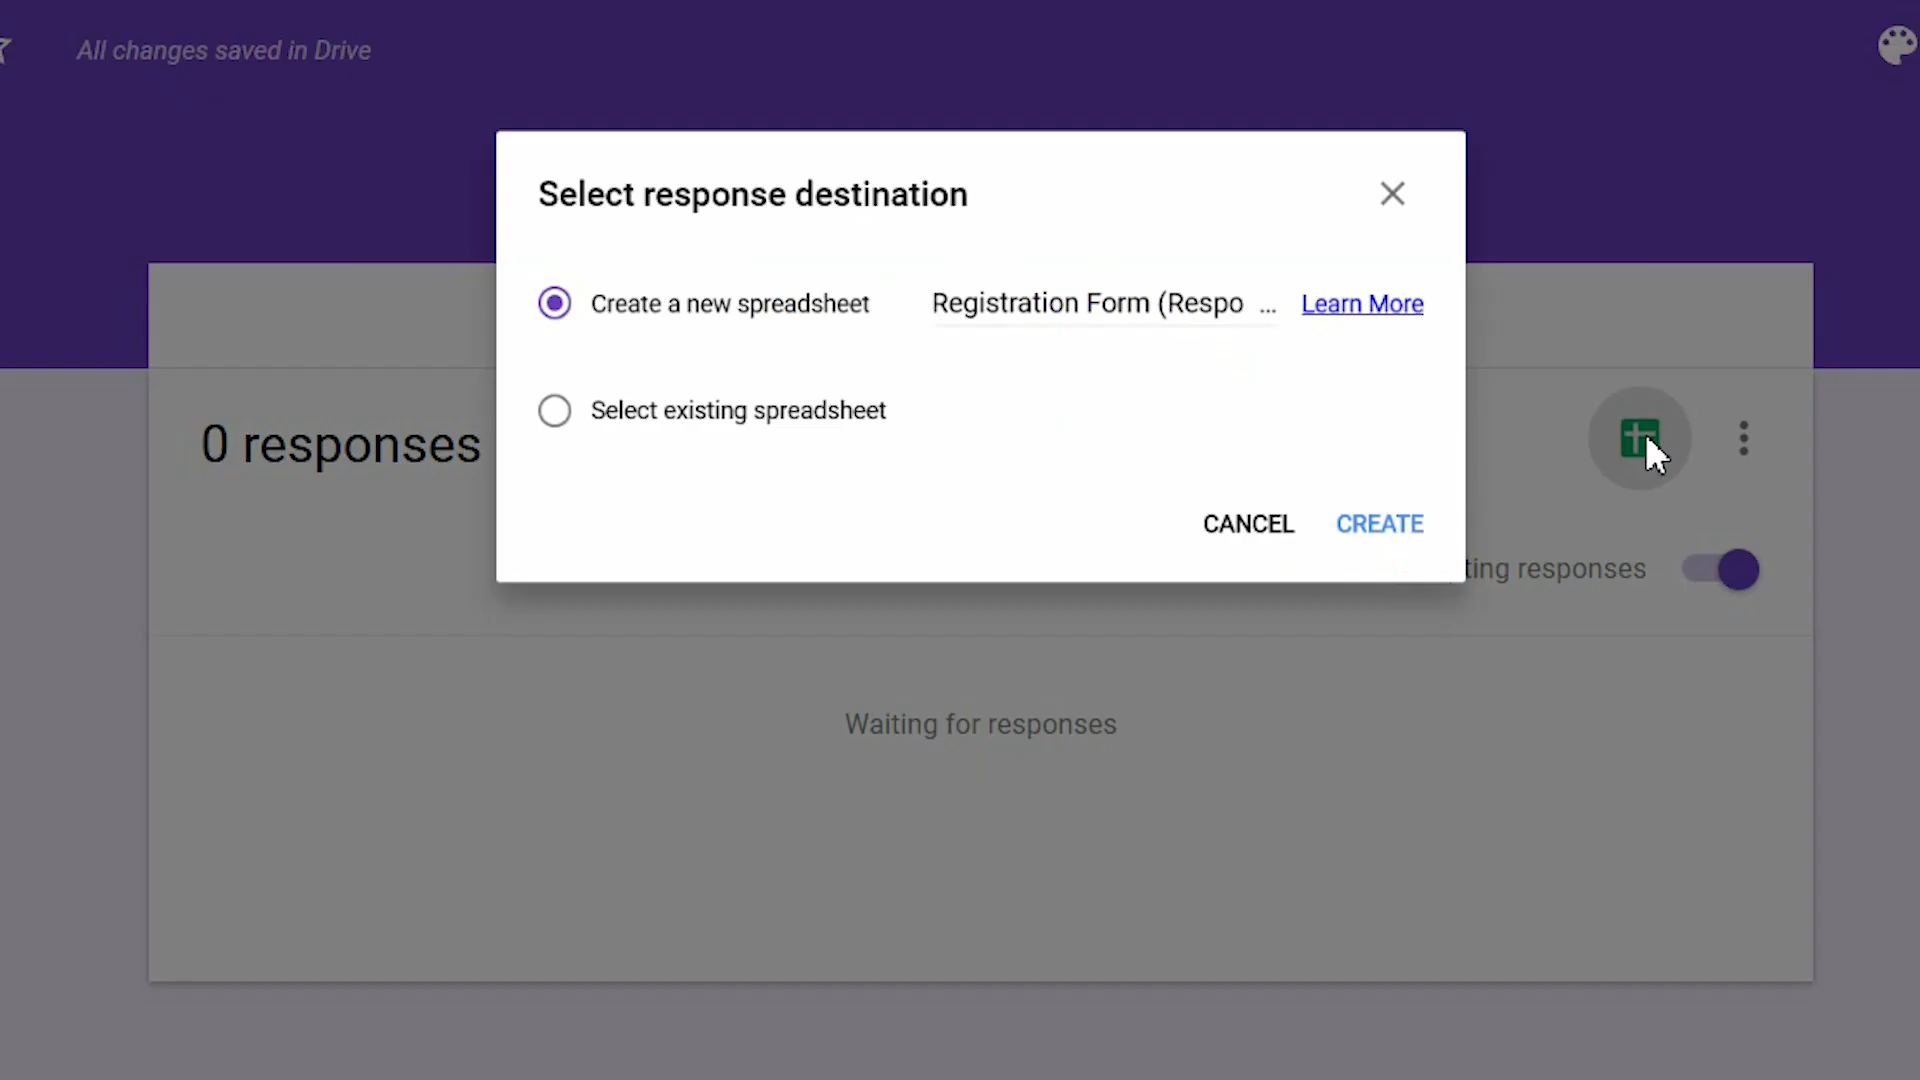 All changes saved in Drive
Select response destination
Create a new spreadsheet Registration Form (Respo ... Learn More
Select existing spreadsheet
0 responses
CANCEL CREATE
ting responses
Waiting for responses